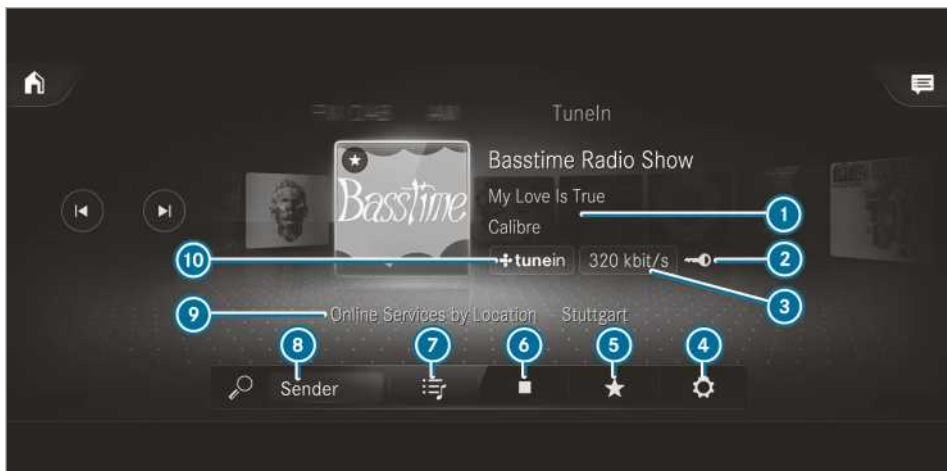 TuneIn
Basstime Radio Show
Basstime
My Love Is True
1
Calibre
10
tunein
320 kbit/s
2
3
9
Online Services by Location Stuttgart
8
7
6
5
4
Sender